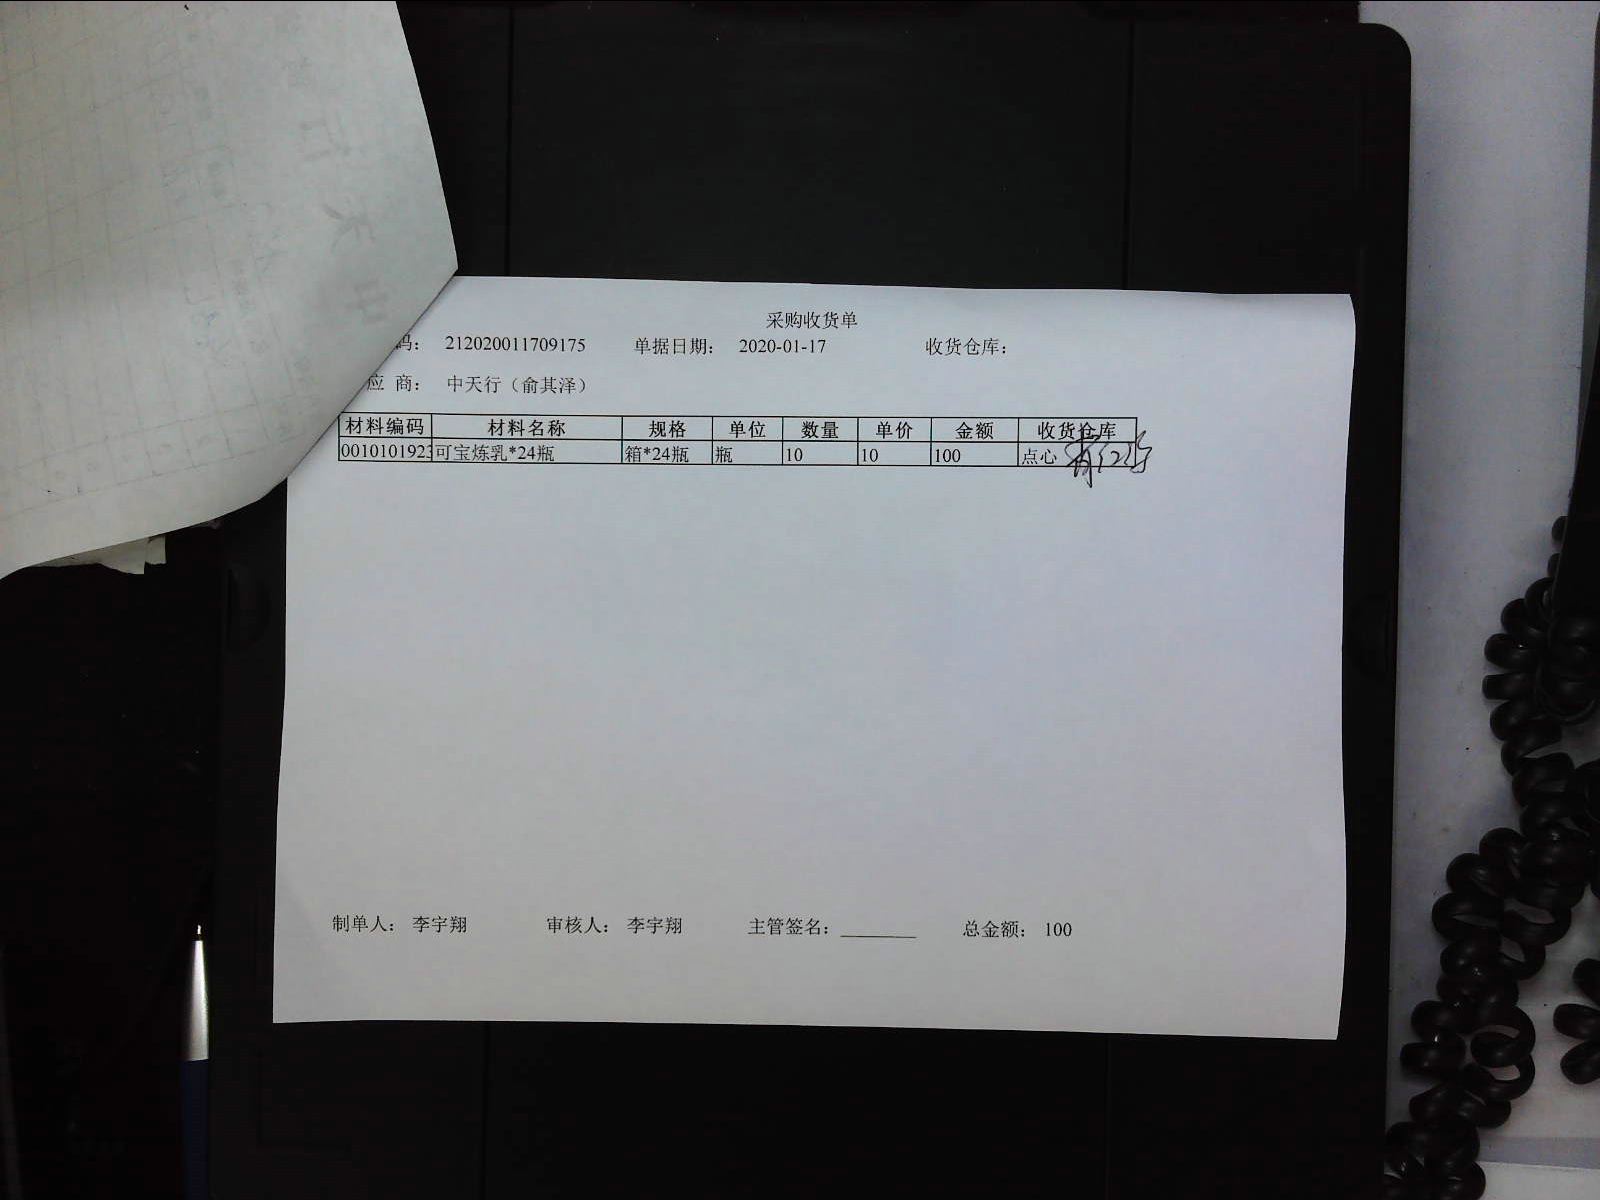 采购收货单
码： 212020011709175 单据日期： 2020-01-17 收货仓库：
应 商： 中天行（俞其泽）
材料编码 材料名称 规格 单位 数量 单价 金额 收货仓库
0010101923 可宝炼乳*24瓶 箱*24瓶 瓶 10 10 100 点心
制单人： 李宇翔 审核人： 李宇翔 主管签名： 总金额： 100